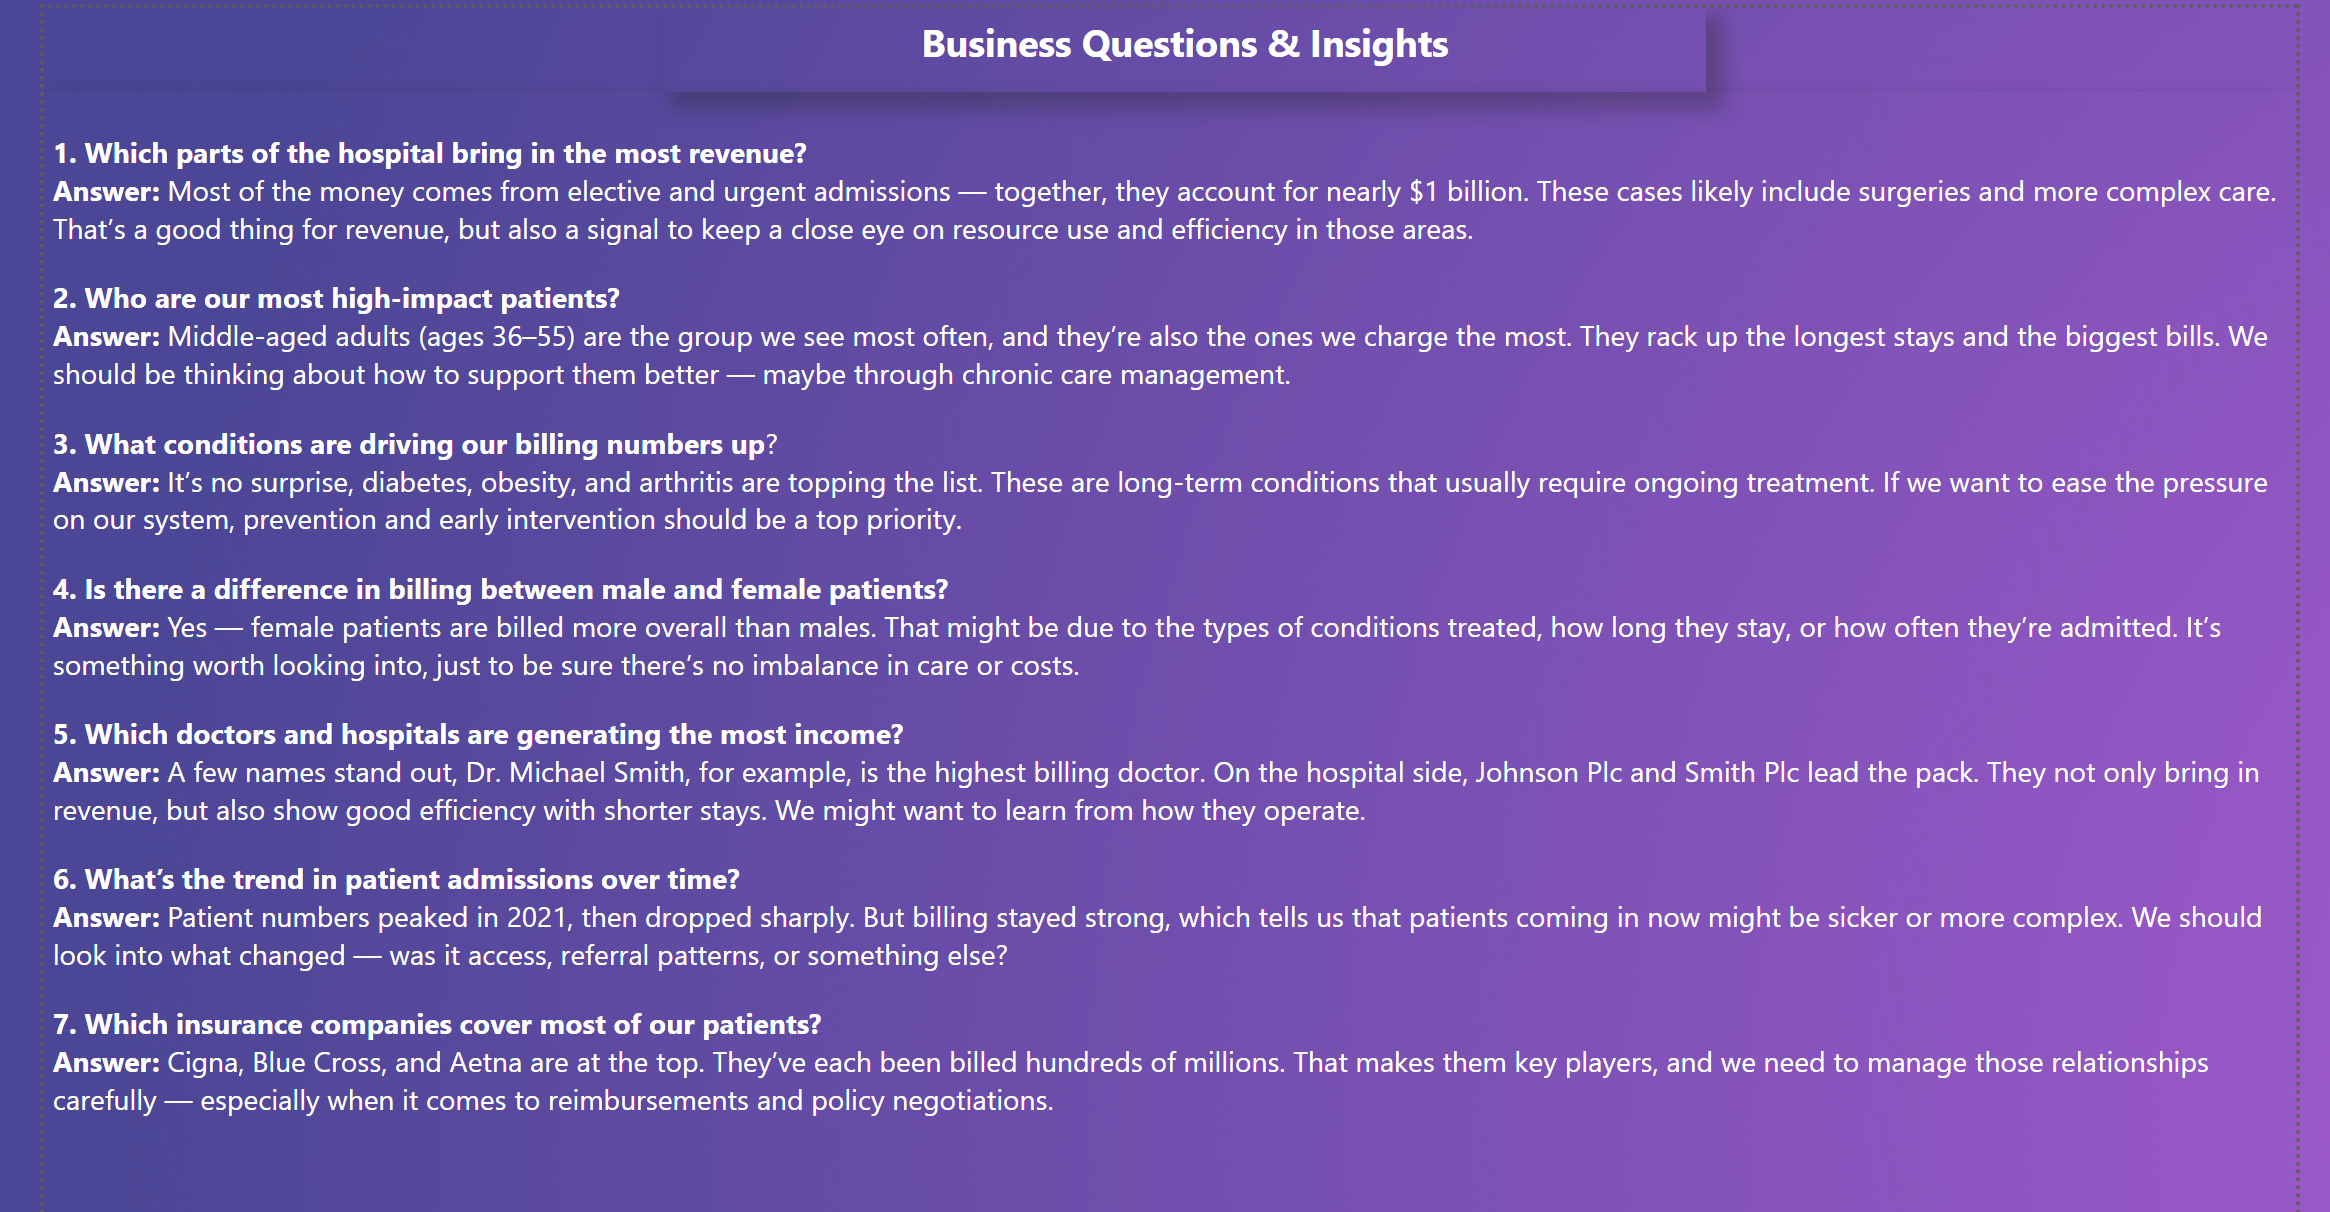 Business Questions & Insights
1. Which parts of the hospital bring in the most revenue?
Answer: Most of the money comes from elective and urgent admissions — together, they account for nearly $1 billion. These cases likely include surgeries and more complex care.
That’s a good thing for revenue, but also a signal to keep a close eye on resource use and efficiency in those areas.
2. Who are our most high-impact patients?
Answer: Middle-aged adults (ages 36–55) are the group we see most often, and they’re also the ones we charge the most. They rack up the longest stays and the biggest bills. We
should be thinking about how to support them better — maybe through chronic care management.
3. What conditions are driving our billing numbers up?
Answer: It’s no surprise, diabetes, obesity, and arthritis are topping the list. These are long-term conditions that usually require ongoing treatment. If we want to ease the pressure
on our system, prevention and early intervention should be a top priority.
4. Is there a difference in billing between male and female patients?
Answer: Yes — female patients are billed more overall than males. That might be due to the types of conditions treated, how long they stay, or how often they’re admitted. It’s
something worth looking into, just to be sure there’s no imbalance in care or costs.
5. Which doctors and hospitals are generating the most income?
Answer: A few names stand out, Dr. Michael Smith, for example, is the highest billing doctor. On the hospital side, Johnson Plc and Smith Plc lead the pack. They not only bring in
revenue, but also show good efficiency with shorter stays. We might want to learn from how they operate.
6. What’s the trend in patient admissions over time?
Answer: Patient numbers peaked in 2021, then dropped sharply. But billing stayed strong, which tells us that patients coming in now might be sicker or more complex. We should
look into what changed — was it access, referral patterns, or something else?
7. Which insurance companies cover most of our patients?
Answer: Cigna, Blue Cross, and Aetna are at the top. They’ve each been billed hundreds of millions. That makes them key players, and we need to manage those relationships
carefully — especially when it comes to reimbursements and policy negotiations.